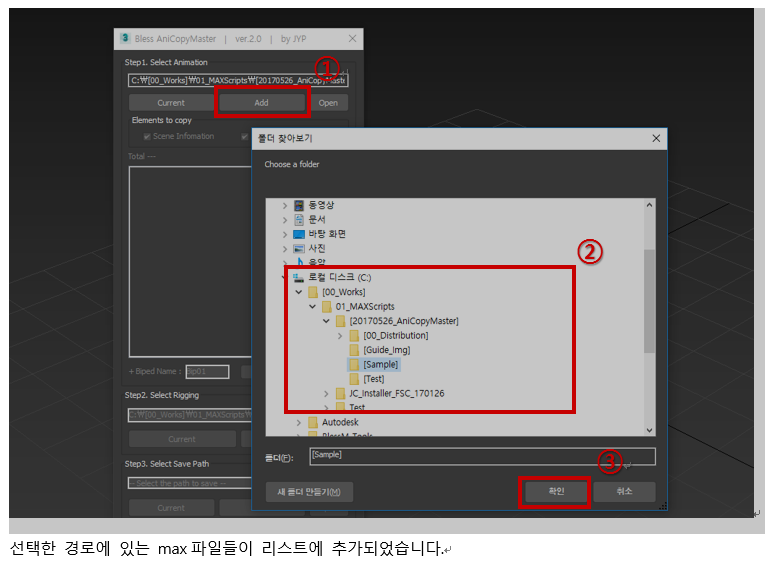 Bless AniCopyMaster | ver.2.0 | by JYP
Step1. Select Animation
①
C:₩[00_Works]₩01_MAXScripts₩[20170526_AniCopyMaste
Current
Add
Open
Elements to copy
Scene Infomation
Total ---
+ Biped Name :
Bip01
Step2. Select Rigging
C:₩[00_Works]₩01_MAXScripts₩
Current
Step3. Select Save Path
-- Select the path to save --
Current
폴더 찾아보기
Choose a folder
동영상
문서
바탕 화면
사진
음악
②
로컬 디스크 (C:)
[00_Works]
01_MAXScripts
[20170526_AniCopyMaster]
[00_Distribution]
[Guide_Img]
[Sample]
[Test]
JC_Installer_FSC_170126
Test
Autodesk
BlessM_Tools
폴더(F):
[Sample]
③
새 폴더 만들기(M)
확인
취소
선택한 경로에 있는 max 파일들이 리스트에 추가되었습니다.